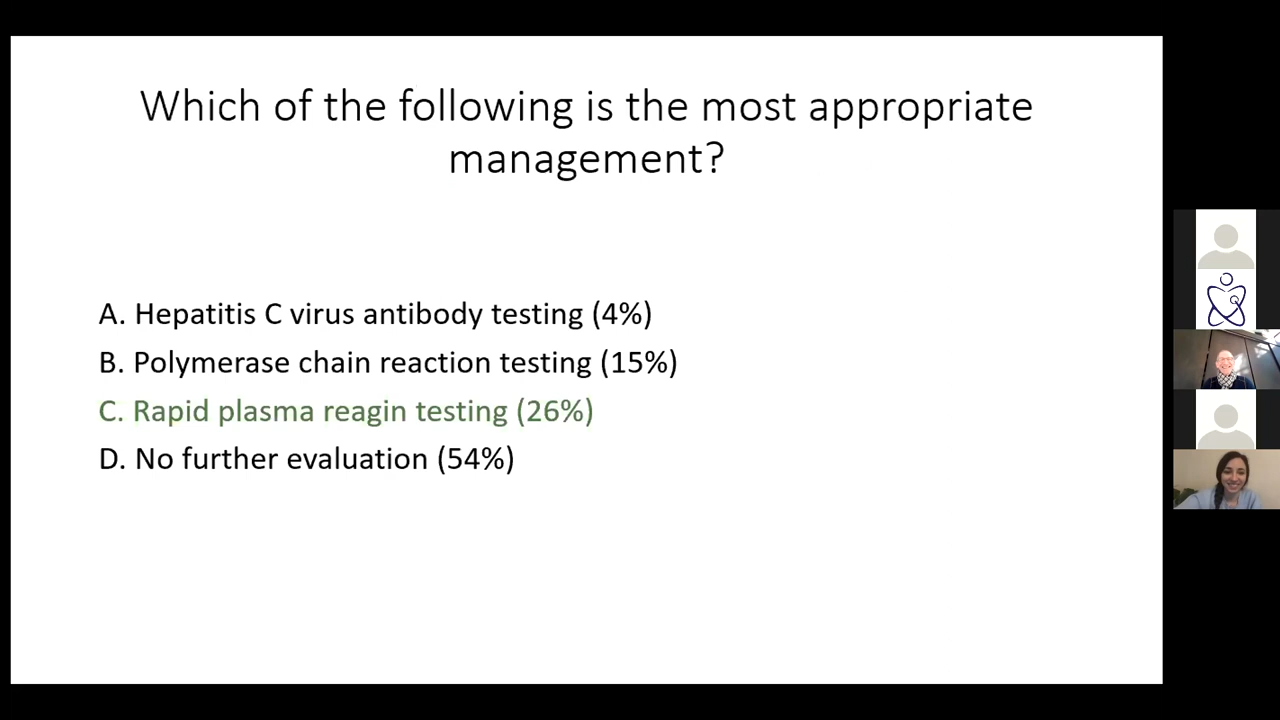 Which of the following is the most appropriate
management?
A. Hepatitis C virus antibody testing (4%)
B. Polymerase chain reaction testing (15%)
C. Rapid plasma reagin testing (26%)
D. No further evaluation (54%)